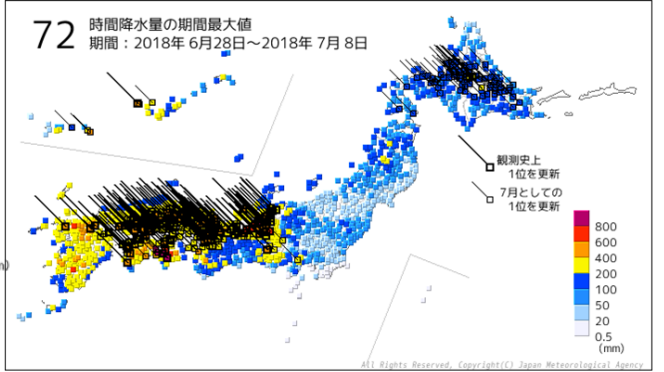 72 時間降水量の期間最大値
期間：2018年 6月28日～2018年 7月 8日
観測史上
1位を更新
7月としての
1位を更新
800
600
400
200
100
50
20
0.5
(mm)
All Rights Reserved, Copyright(C) Japan Meteorological Agency